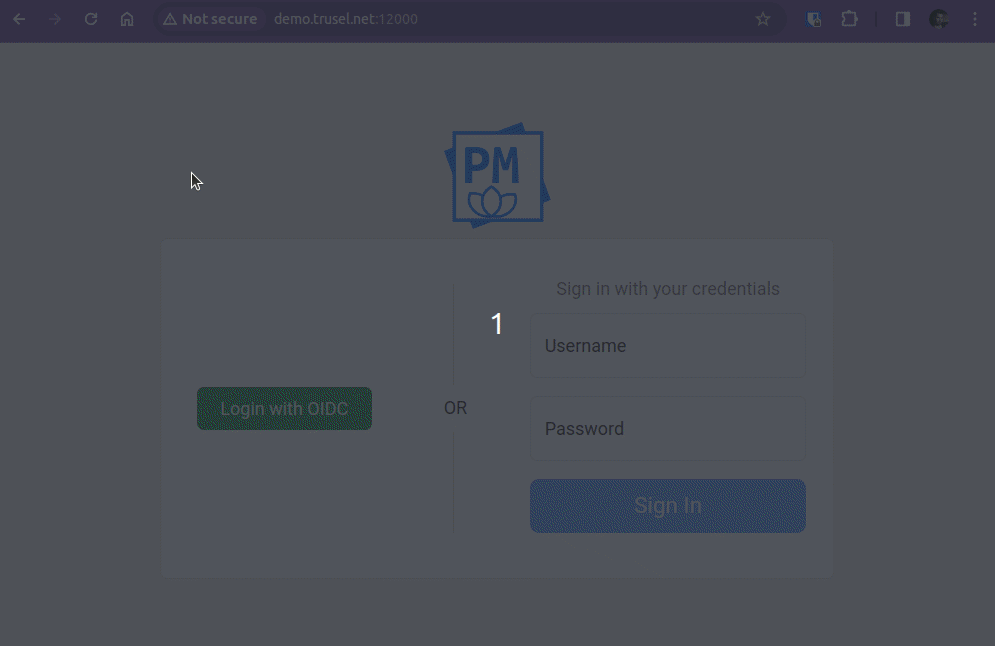 Not secure demo.trusel.net:12000
PM
Sign in with your credentials
1
Username
Login with OIDC
OR
Password
Sign In